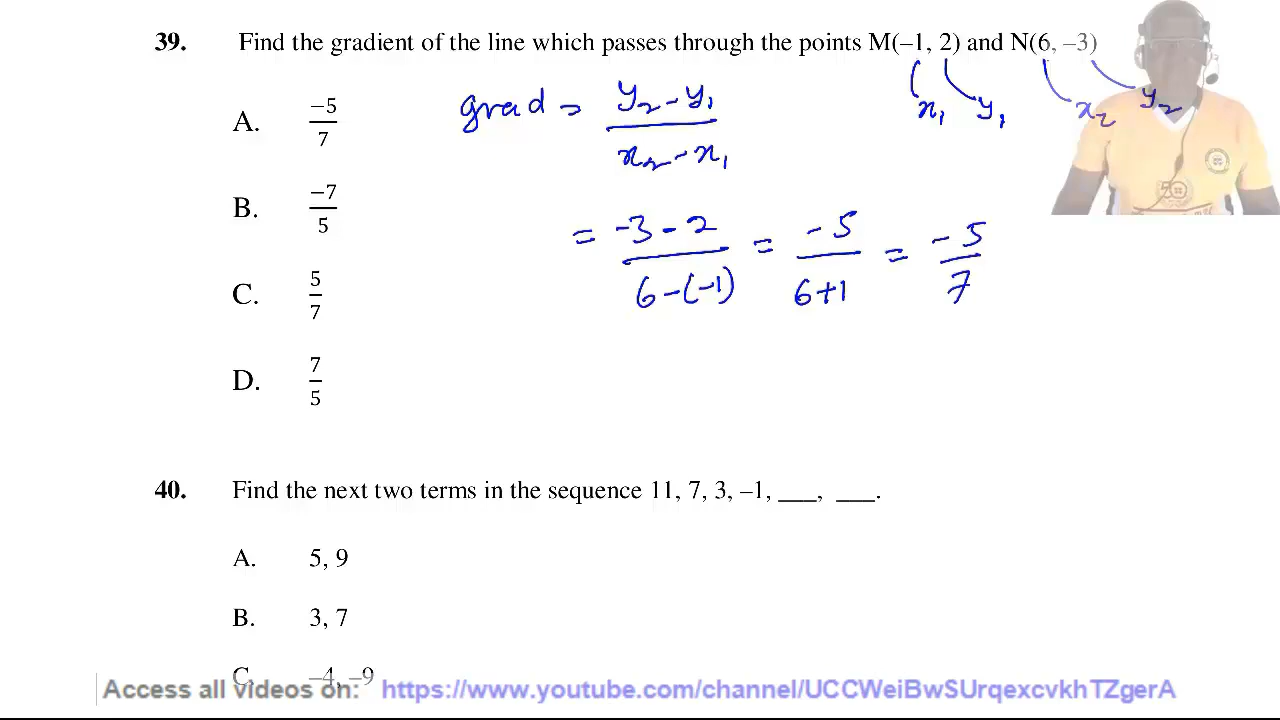 39. Find the gradient of the line which passes through the points M(–1, 2) and N(6, –3)
x₁ y₁ x₂ y₂
grad = (y₂ - y₁)/(x₂ - x₁)
A. –5/7
B. –7/5
= (-3 - 2)/(6-(-1)) = -5/(6+1) = -5/7
C. 5/7
D. 7/5
40. Find the next two terms in the sequence 11, 7, 3, –1, ___, ___.
A. 5, 9
B. 3, 7
C. –4, –9
Access all videos on: https://www.youtube.com/channel/UCCWeiBwSUrqexcvkhTZgerA